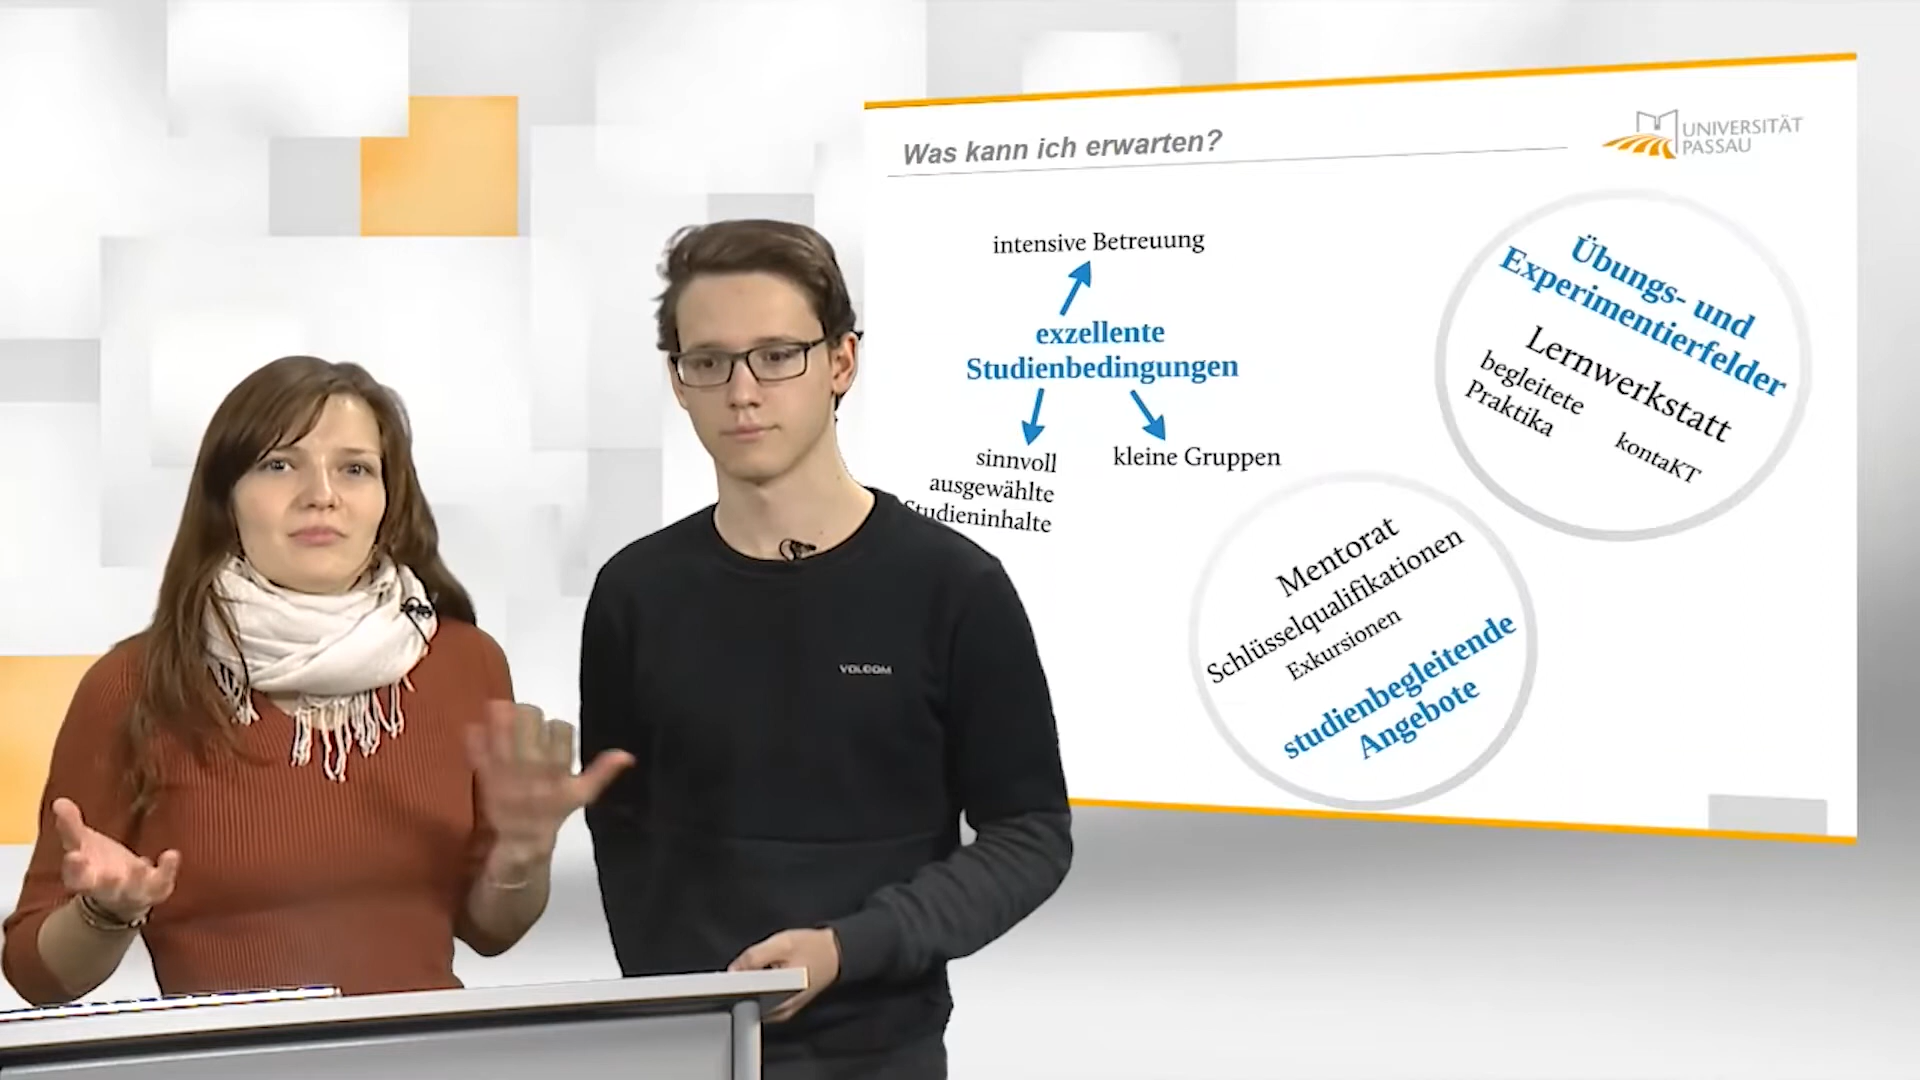 Was kann ich erwarten?
UNIVERSITÄT
PASSAU
intensive Betreuung
exzellente
Studienbedingungen
sinnvoll
ausgewählte
Studieninhalte
kleine Gruppen
Übungs- und
Experimentierfelder
Lernwerkstatt
begleitete
Praktika
kontaKT
Mentorat
Schlüsselqualifikationen
Exkursionen
studienbegleitende
Angebote
VOLCOM